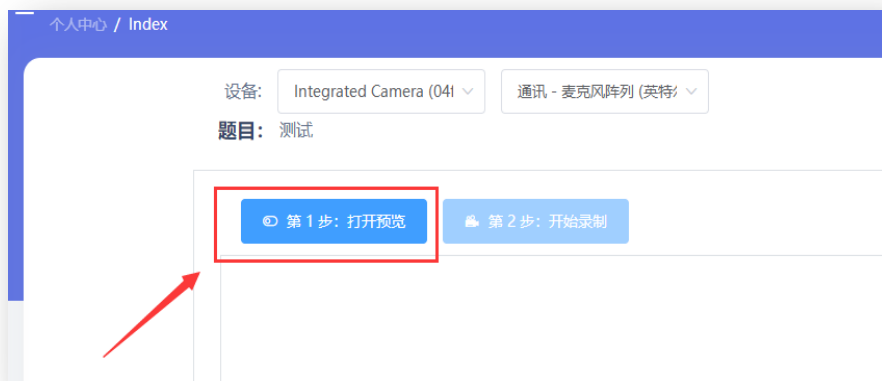 个人中心 / Index
设备: Integrated Camera (04f 通讯 - 麦克风阵列 (英特
题目： 测试
第 1 步：打开预览 第 2 步：开始录制